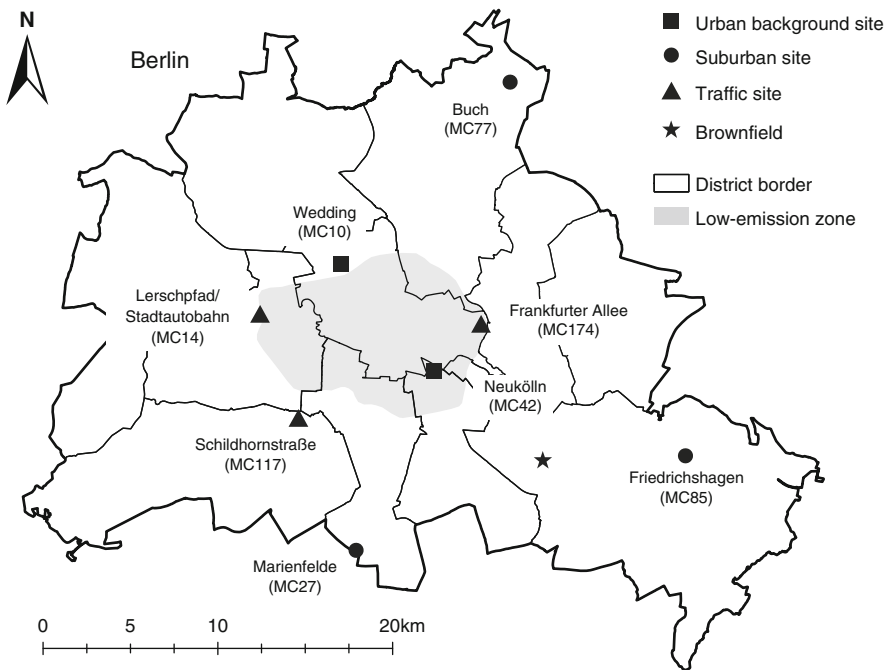 N
Berlin
Urban background site
Suburban site
Traffic site
Brownfield
District border
Low-emission zone
Buch
(MC77)
Wedding
(MC10)
Lerschpfad/
Stadtautobahn
(MC14)
Frankfurter Allee
(MC174)
Neukölln
(MC42)
Schildhornstraße
(MC117)
Friedrichshagen
(MC85)
Marienfelde
(MC27)
0 5 10 20km